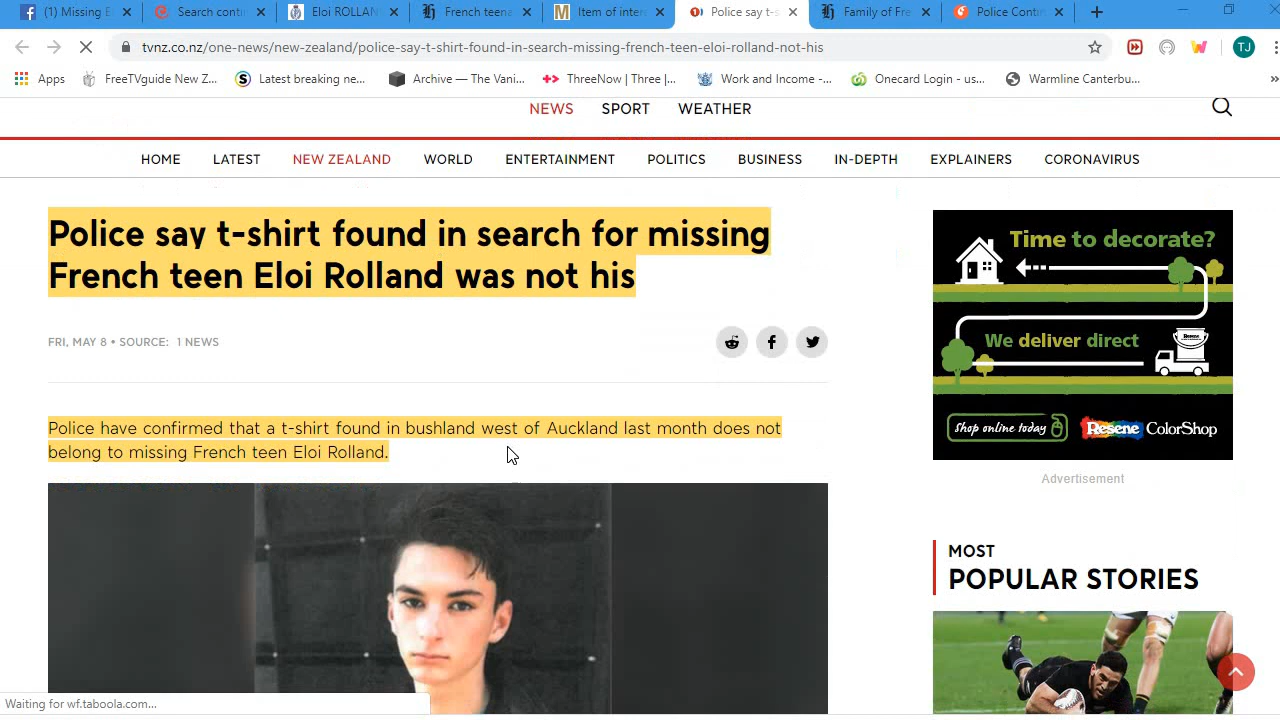 (1) Missing E
Search conti
Eloi ROLLAN
French teena
Item of inter
Police say t-s
Family of Fre
Police Contin
tvnz.co.nz/one-news/new-zealand/police-say-t-shirt-found-in-search-missing-french-teen-eloi-rolland-not-his
TJ
Apps
FreeTVguide New Z...
Latest breaking ne...
Archive — The Vani...
ThreeNow | Three |...
Work and Income -...
Onecard Login - us...
Warmline Canterbu...
NEWS SPORT WEATHER
HOME LATEST NEW ZEALAND WORLD ENTERTAINMENT POLITICS BUSINESS IN-DEPTH EXPLAINERS CORONAVIRUS
Police say t-shirt found in search for missing
French teen Eloi Rolland was not his
FRI, MAY 8 • SOURCE: 1 NEWS
Police have confirmed that a t-shirt found in bushland west of Auckland last month does not
belong to missing French teen Eloi Rolland.
Time to decorate?
We deliver direct
Shop online today
Resene ColorShop
Advertisement
MOST
POPULAR STORIES
Waiting for wf.taboola.com...